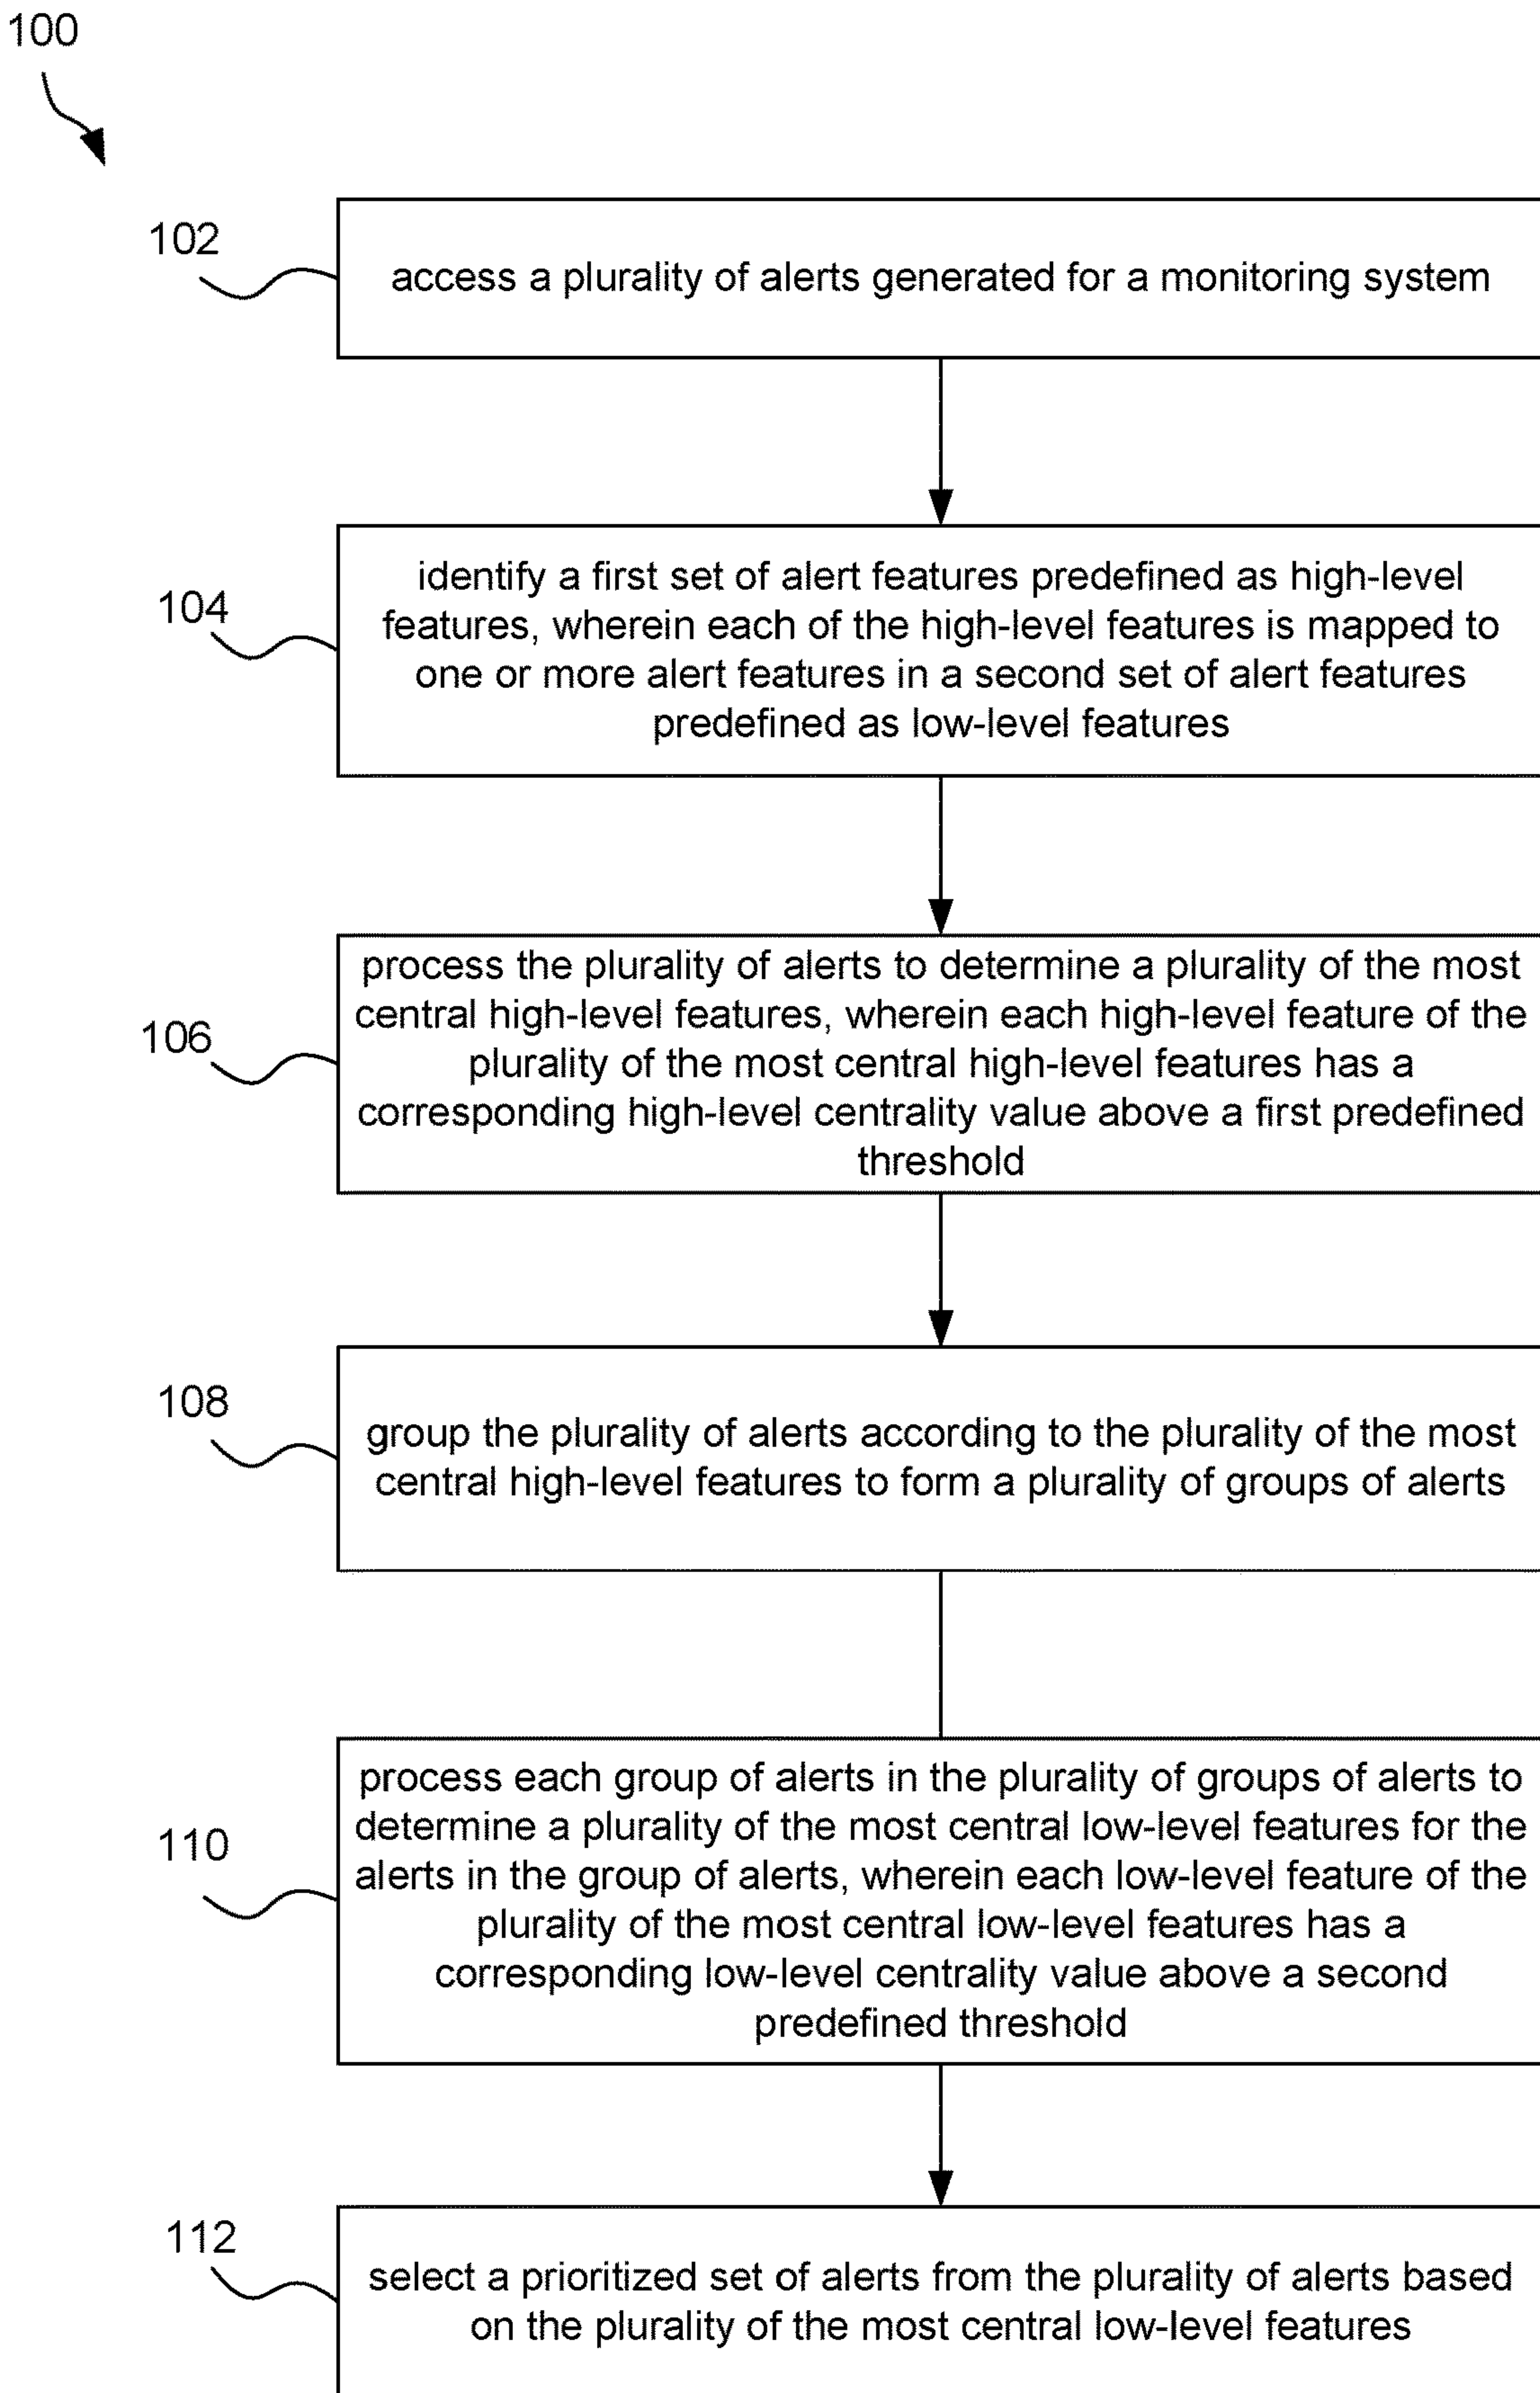 100
102
access a plurality of alerts generated for a monitoring system
104
identify a first set of alert features predefined as high-level
features, wherein each of the high-level features is mapped to
one or more alert features in a second set of alert features
predefined as low-level features
106
process the plurality of alerts to determine a plurality of the most
central high-level features, wherein each high-level feature of the
plurality of the most central high-level features has a
corresponding high-level centrality value above a first predefined
threshold
108
group the plurality of alerts according to the plurality of the most
central high-level features to form a plurality of groups of alerts
110
process each group of alerts in the plurality of groups of alerts to
determine a plurality of the most central low-level features for the
alerts in the group of alerts, wherein each low-level feature of the
plurality of the most central low-level features has a
corresponding low-level centrality value above a second
predefined threshold
112
select a prioritized set of alerts from the plurality of alerts based
on the plurality of the most central low-level features